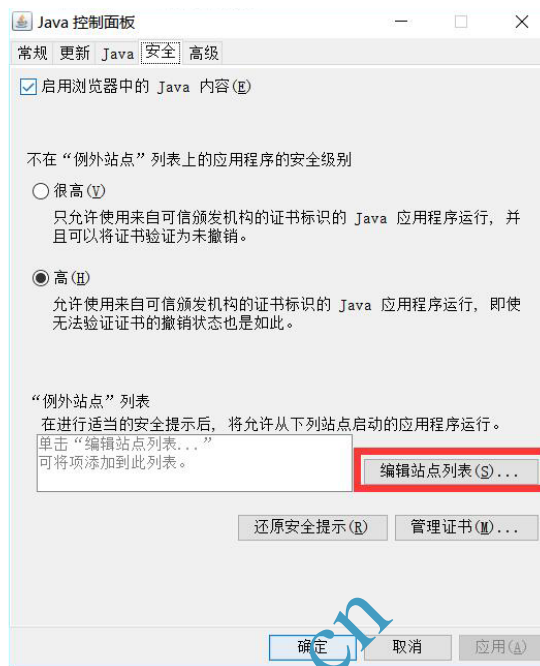 Java 控制面板
常规 更新 Java 安全 高级
启用浏览器中的 Java 内容(E)
不在“例外站点”列表上的应用程序的安全级别
很高(V)
只允许使用来自可信颁发机构的证书标识的 Java 应用程序运行, 并
且可以将证书验证为未撤销。
高(H)
允许使用来自可信颁发机构的证书标识的 Java 应用程序运行, 即使
无法验证证书的撤销状态也是如此。
“例外站点”列表
在进行适当的安全提示后, 将允许从下列站点启动的应用程序运行。
单击“编辑站点列表...”
可将项添加到此列表。
编辑站点列表(S)...
还原安全提示(R) 管理证书(M)...
确定 取消 应用(A)
cn